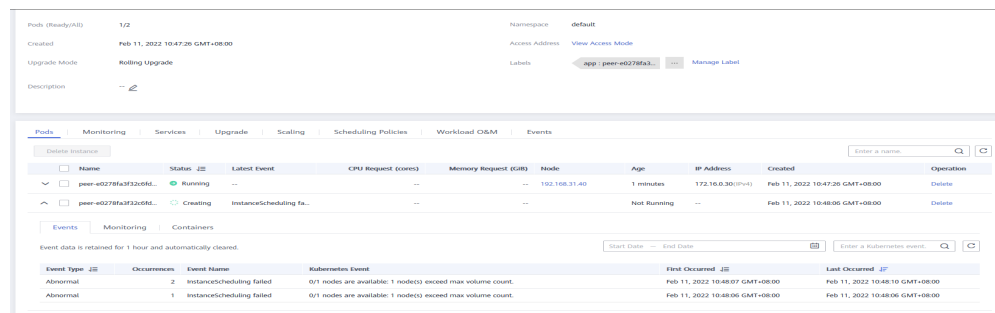 Pods (Ready/All) 1/2 Namespace default
Created Feb 11, 2022 10:47:26 GMT+08:00 Access Address View Access Mode
Upgrade Mode Rolling Upgrade Labels app : peer-e0278fa3... ... Manage Label
Description --
Pods Monitoring Services Upgrade Scaling Scheduling Policies Workload O&M Events
Delete Instance Enter a name.
Name Status Latest Event CPU Request (cores) Memory Request (GiB) Node Age IP Address Created Operation
peer-e0278fa3f32c6fd... Running -- -- -- 192.168.31.40 1 minutes 172.16.0.30(IPv4) Feb 11, 2022 10:47:26 GMT+08:00 Delete
peer-e0278fa3f32c6fd... Creating InstanceScheduling fa... -- -- Not Running -- Feb 11, 2022 10:48:06 GMT+08:00 Delete
Events Monitoring Containers
Event data is retained for 1 hour and automatically cleared. Start Date -- End Date Enter a Kubernetes event.
Event Type Occurrences Event Name Kubernetes Event First Occurred Last Occurred
Abnormal 2 InstanceScheduling failed 0/1 nodes are available: 1 node(s) exceed max volume count. Feb 11, 2022 10:48:07 GMT+08:00 Feb 11, 2022 10:48:10 GMT+08:00
Abnormal 1 InstanceScheduling failed 0/1 nodes are available: 1 node(s) exceed max volume count. Feb 11, 2022 10:48:06 GMT+08:00 Feb 11, 2022 10:48:06 GMT+08:00